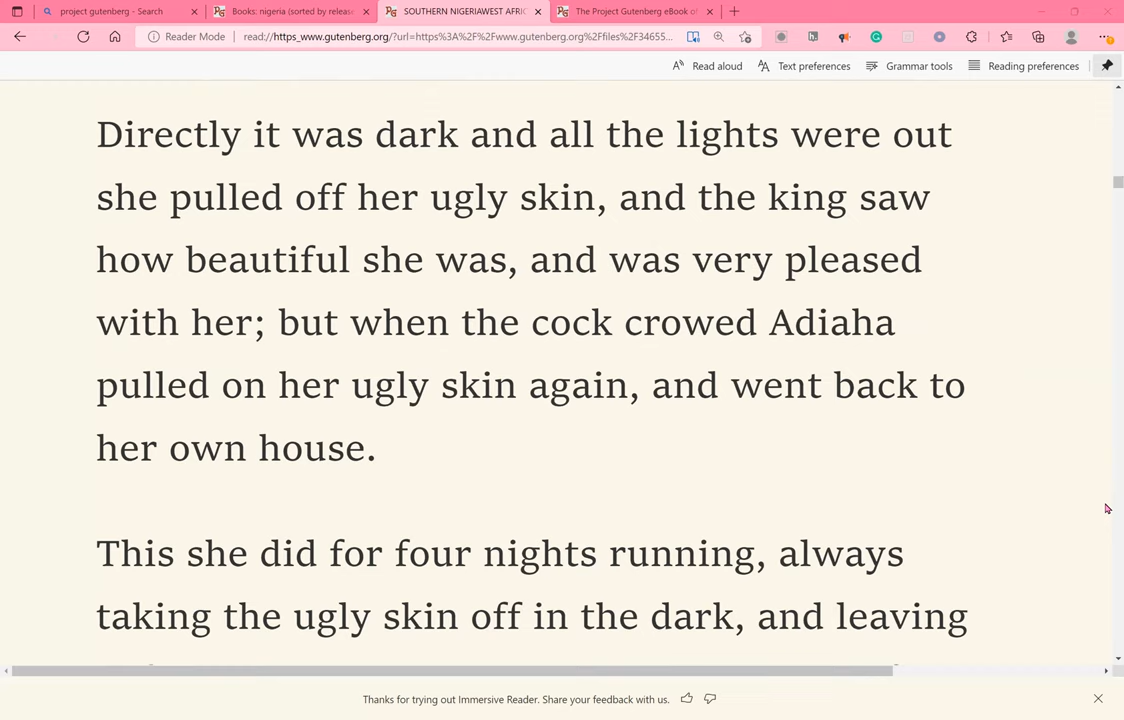 project gutenberg - Search
Books: nigeria (sorted by releas
SOUTHERN NIGERIAWEST AFRI
The Project Gutenberg eBook o
Reader Mode
read://https_www.gutenberg.org/?url=https%3A%2F%2Fwww.gutenberg.org%2Ffiles%2F34655...
Read aloud
Text preferences
Grammar tools
Reading preferences
Directly it was dark and all the lights were out
she pulled off her ugly skin, and the king saw
how beautiful she was, and was very pleased
with her; but when the cock crowed Adiaha
pulled on her ugly skin again, and went back to
her own house.
This she did for four nights running, always
taking the ugly skin off in the dark, and leaving
Thanks for trying out Immersive Reader. Share your feedback with us.